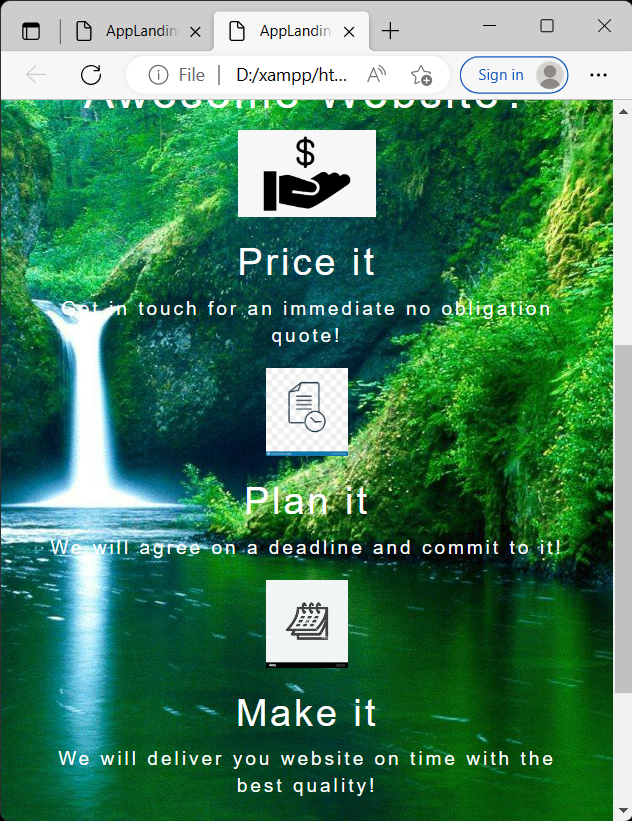 AppLandin
AppLandin
File
D:/xampp/ht...
Sign in
Awesome Website?
$
Price it
Get in touch for an immediate no obligation
quote!
Plan it
We will agree on a deadline and commit to it!
Make it
We will deliver you website on time with the
best quality!